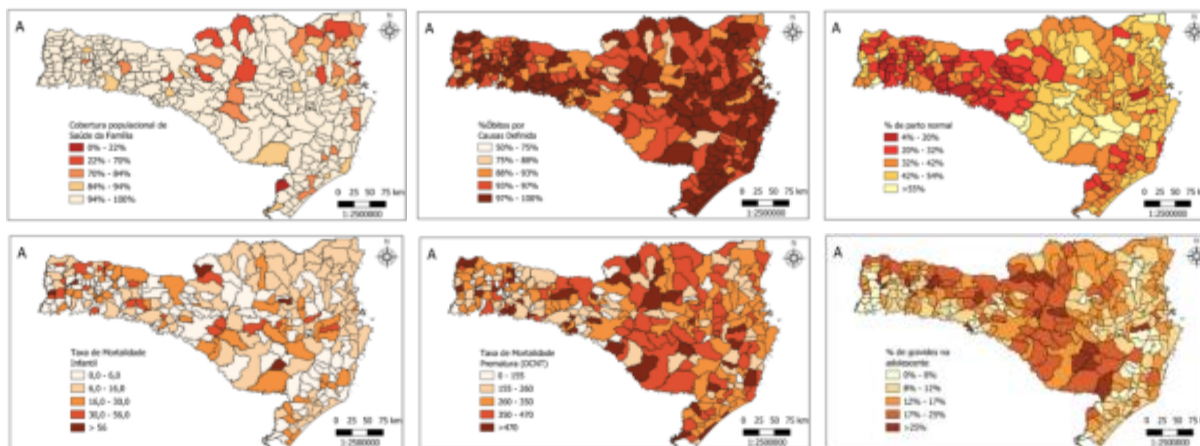 A
N
Cobertura populacional de
Saúde da Família
0% - 22%
22% - 70%
70% - 84%
84% - 94%
94% - 100%
0 25 50 75 km
1:2500000
A
N
%Óbitos por
Causas Definida
50% - 75%
75% - 88%
88% - 93%
93% - 97%
97% - 100%
0 25 50 75 km
1:2500000
A
N
% de parto normal
4% - 20%
20% - 32%
32% - 42%
42% - 54%
>55%
0 25 50 75 km
1:2500000
A
N
Taxa de Mortalidade
Infantil
0,0 - 6,0
6,0 - 16,0
16,0 - 30,0
30,0 - 56,0
> 56
0 25 50 75 km
1:2500000
A
N
Taxa de Mortalidade
Prematura (DCNT)
0 - 155
155 - 260
260 - 350
350 - 470
>470
0 25 50 75 km
1:2500000
A
N
% de gravidez na
adolescente
0% - 8%
8% - 12%
12% - 17%
17% - 25%
>25%
0 25 50 75 km
1:2500000